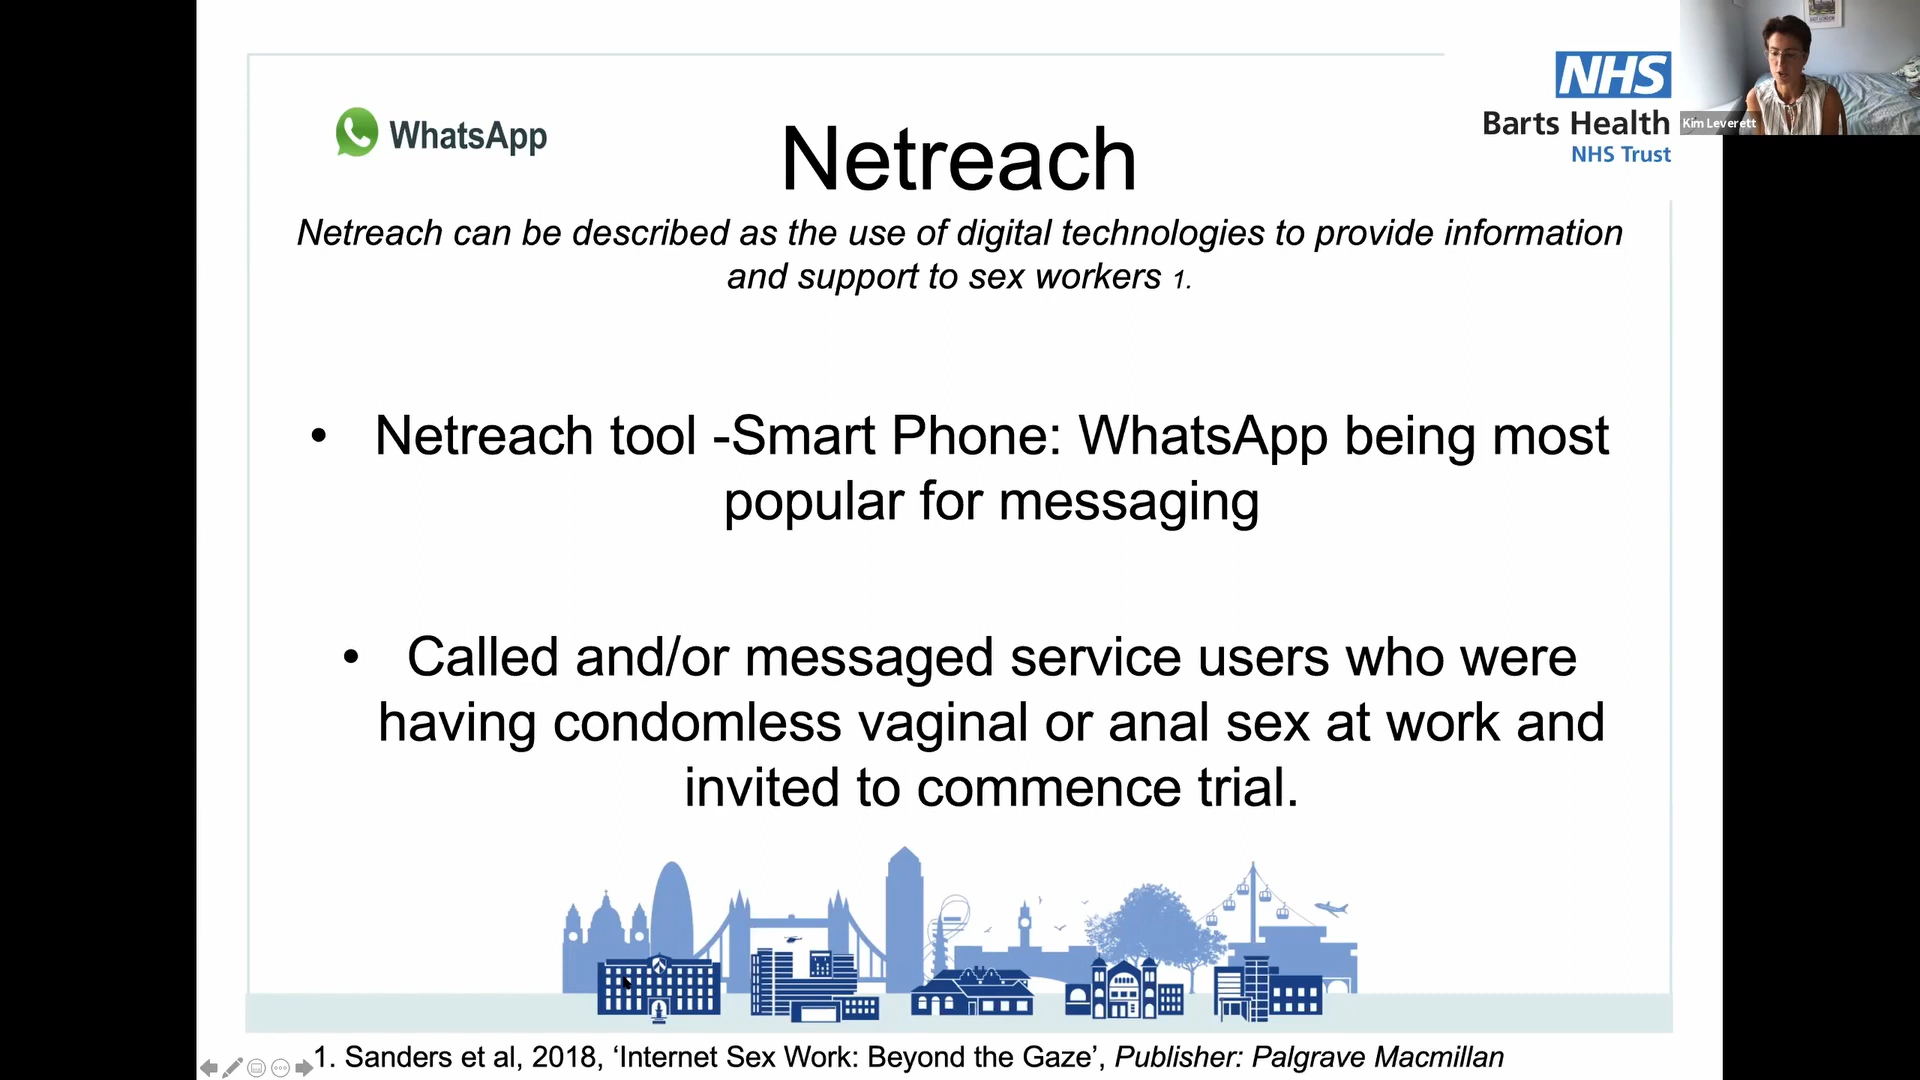 WhatsApp
NHS
Barts Health
NHS Trust
Kim Leverett
Netreach
Netreach can be described as the use of digital technologies to provide information
and support to sex workers 1.
• Netreach tool -Smart Phone: WhatsApp being most
popular for messaging
• Called and/or messaged service users who were
having condomless vaginal or anal sex at work and
invited to commence trial.
1. Sanders et al, 2018, ‘Internet Sex Work: Beyond the Gaze’, Publisher: Palgrave Macmillan